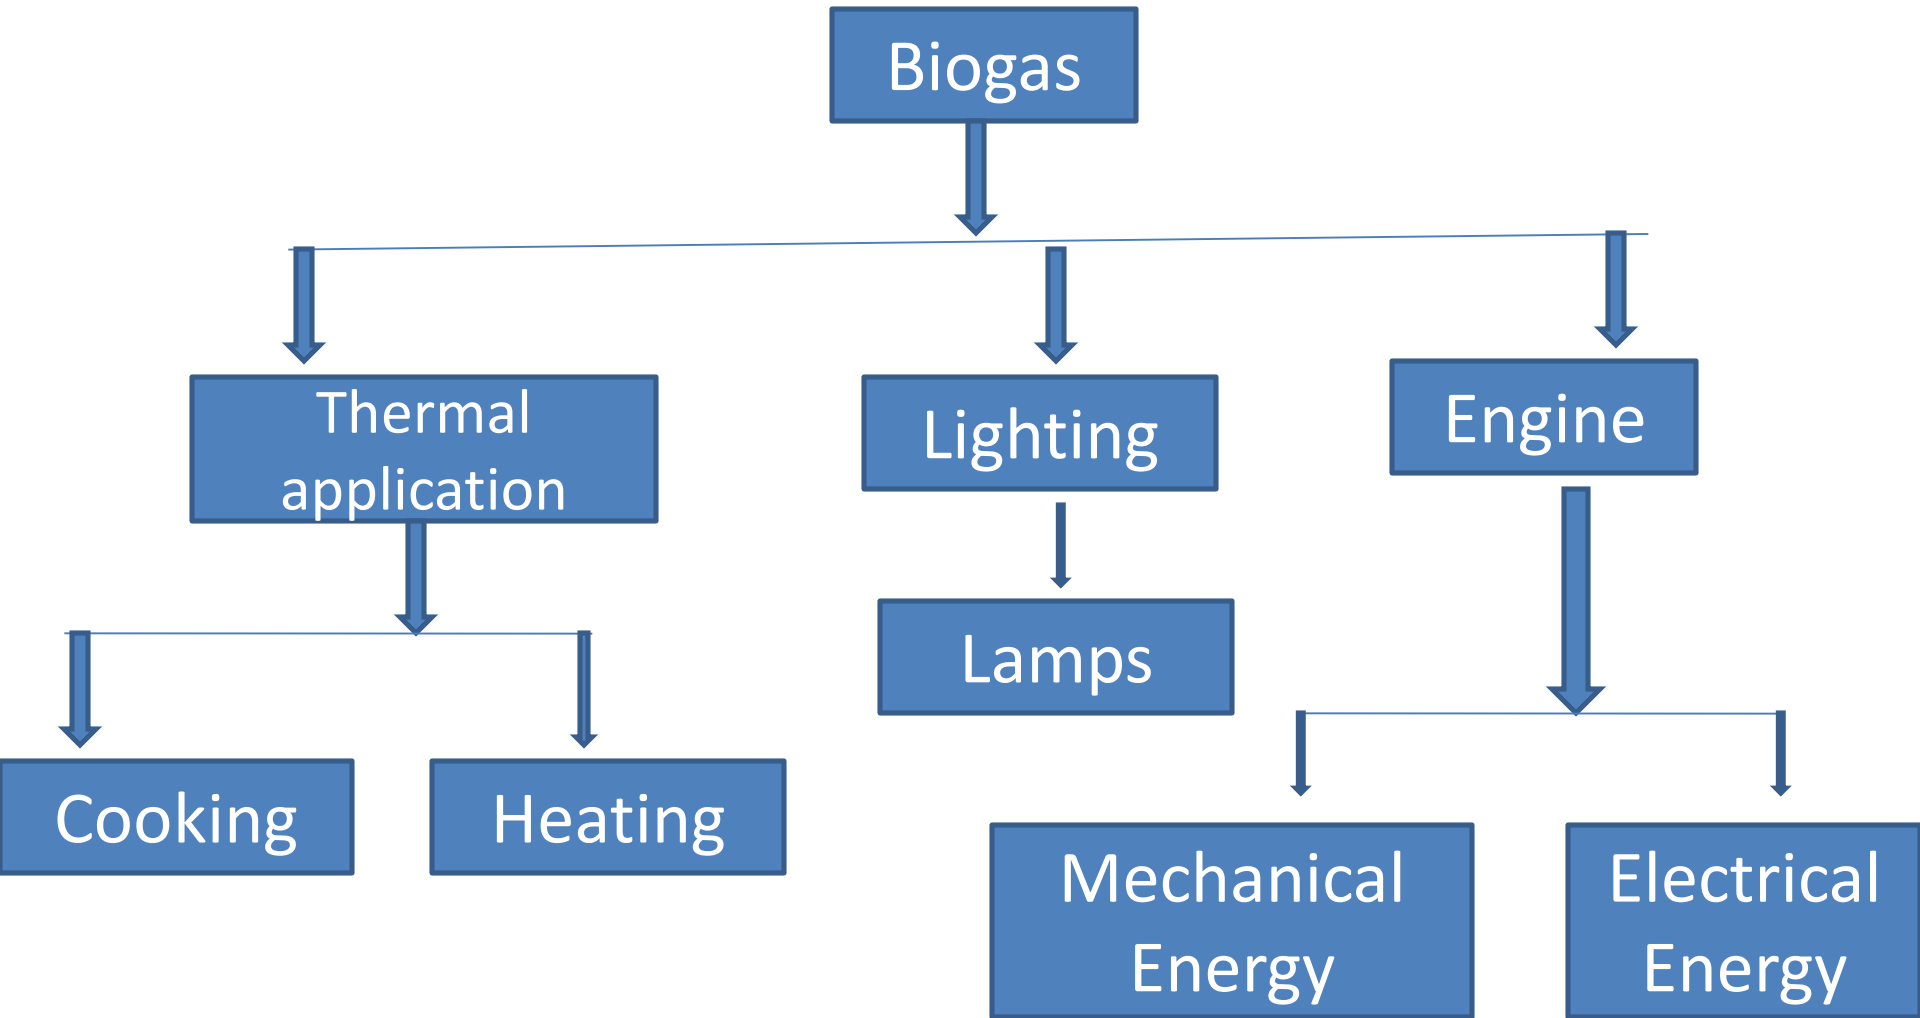 Biogas
Thermal
application
Lighting
Engine
Lamps
Cooking
Heating
Mechanical
Energy
Electrical
Energy